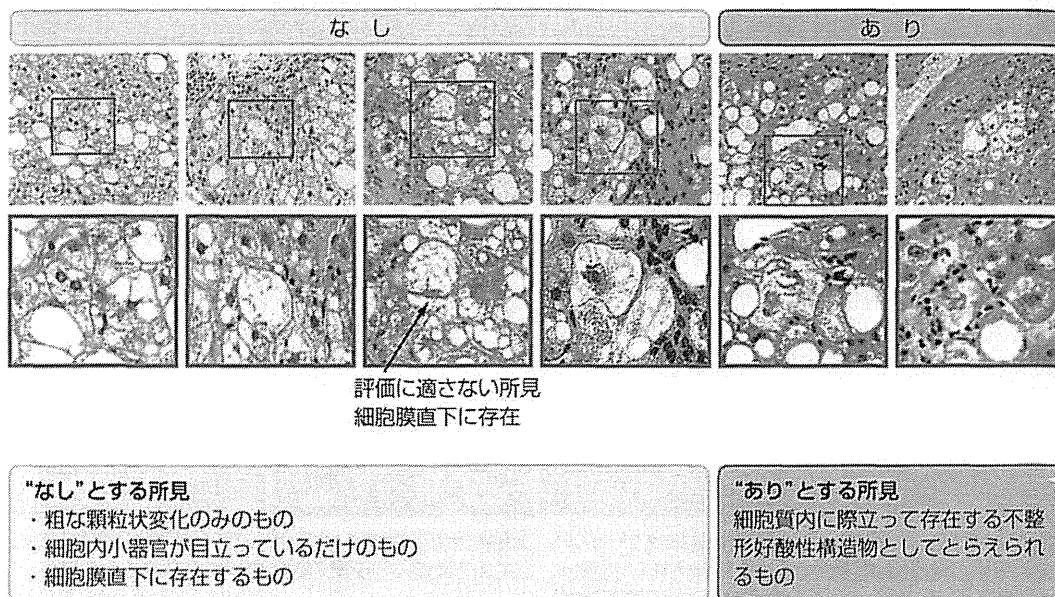 なし
あり
評価に適さない所見
細胞膜直下に存在
“なし”とする所見
・粗な顆粒状変化のみのもの
・細胞内小器官が目立っているだけのもの
・細胞膜直下に存在するもの
“あり”とする所見
細胞質内に際立って存在する不整
形好酸性構造物としてとらえられ
るもの